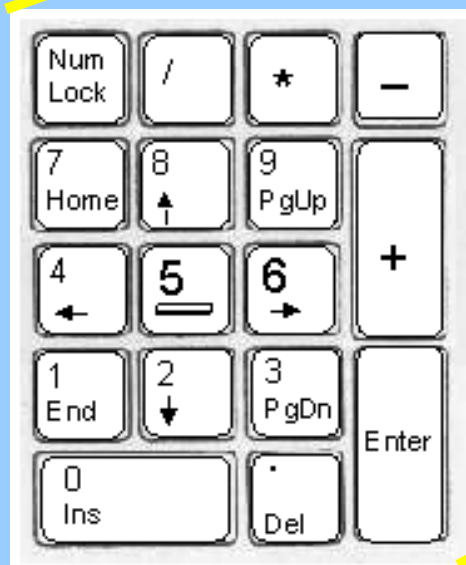 Num
Lock
/
*
-
7
Home
8
↑
9
PgUp
+
4
←
5
6
→
1
End
2
↓
3
PgDn
Enter
0
Ins
.
Del